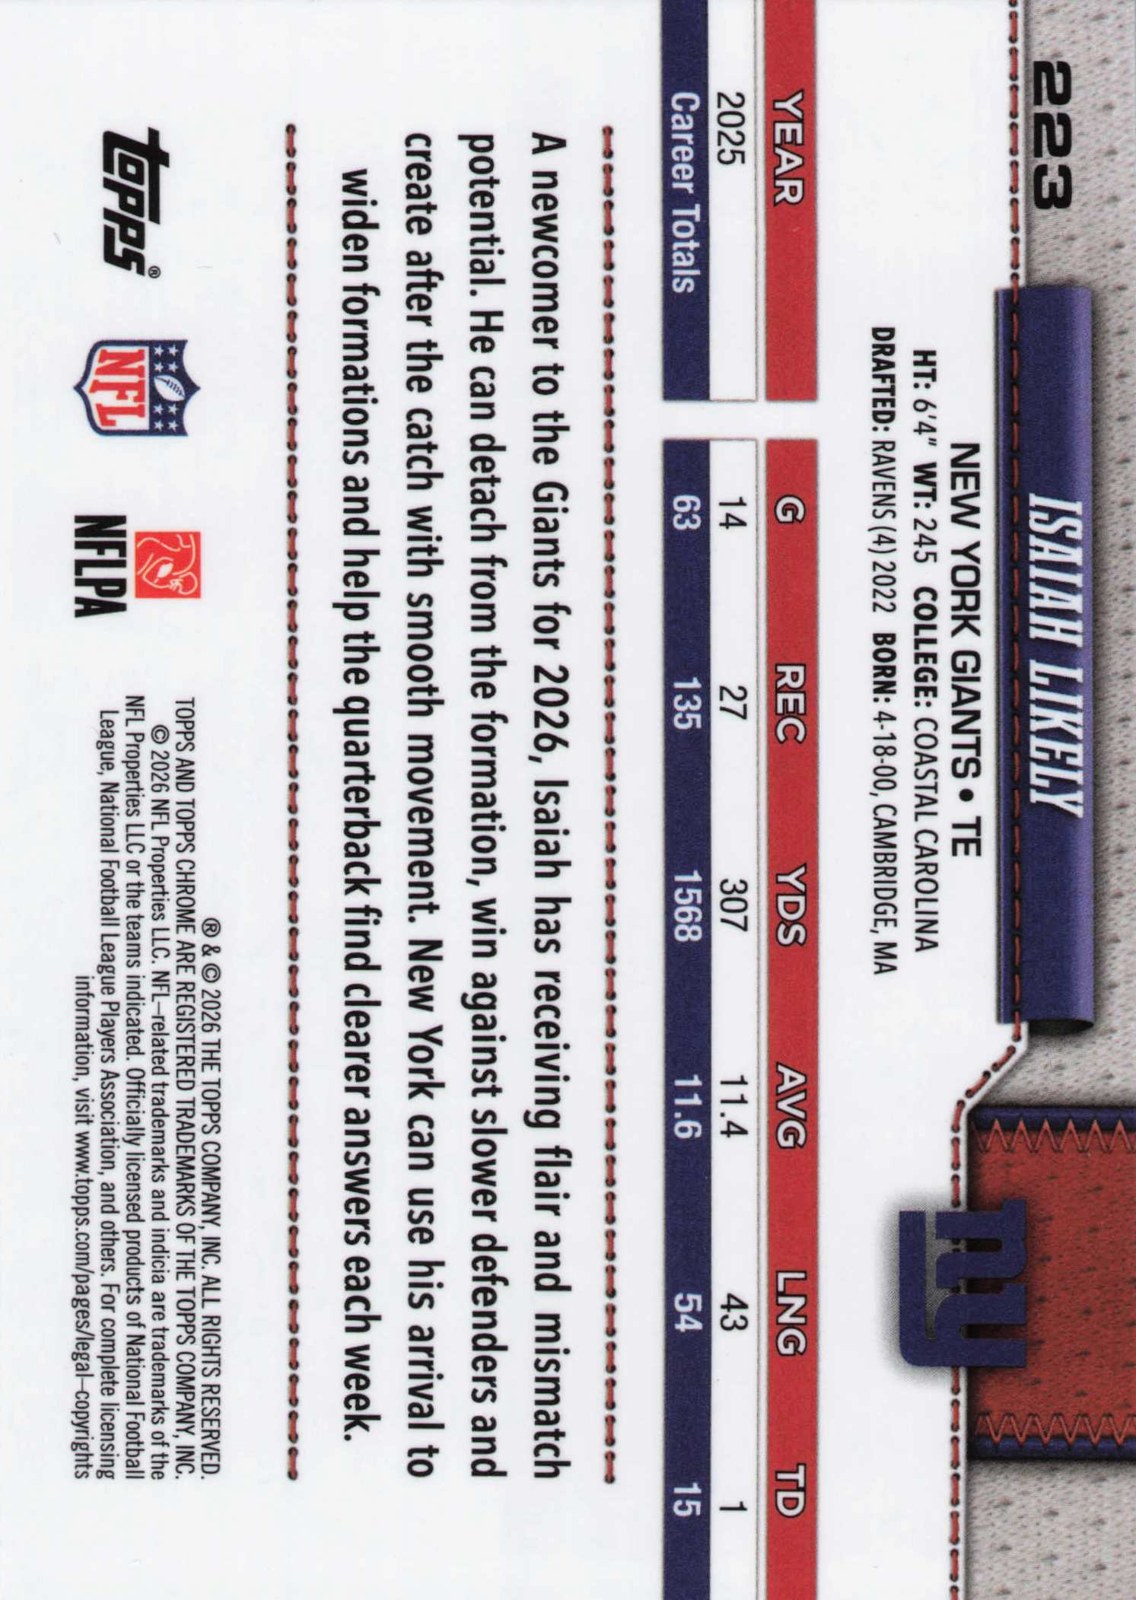 223
ISAIAH LIKELY
NEW YORK GIANTS • TE
HT: 6'4" WT: 245 COLLEGE: COASTAL CAROLINA
DRAFTED: RAVENS (4) 2022 BORN: 4-18-00, CAMBRIDGE, MA
ny
YEAR G REC YDS AVG LNG TD
2025 14 27 307 11.4 43 1
Career Totals 63 135 1568 11.6 54 15
A newcomer to the Giants for 2026, Isaiah has receiving flair and mismatch
potential. He can detach from the formation, win against slower defenders and
create after the catch with smooth movement. New York can use his arrival to
widen formations and help the quarterback find clearer answers each week.
topps®
NFL
NFLPA
® & © 2026 THE TOPPS COMPANY, INC. ALL RIGHTS RESERVED.
TOPPS AND TOPPS CHROME ARE REGISTERED TRADEMARKS OF THE TOPPS COMPANY, INC.
© 2026 NFL Properties LLC. NFL-related trademarks and indicia are trademarks of the
NFL Properties LLC or the teams indicated. Officially licensed products of National Football
League, National Football League Players Association, and others. For complete licensing
information, visit www.topps.com/pages/legal-copyrights